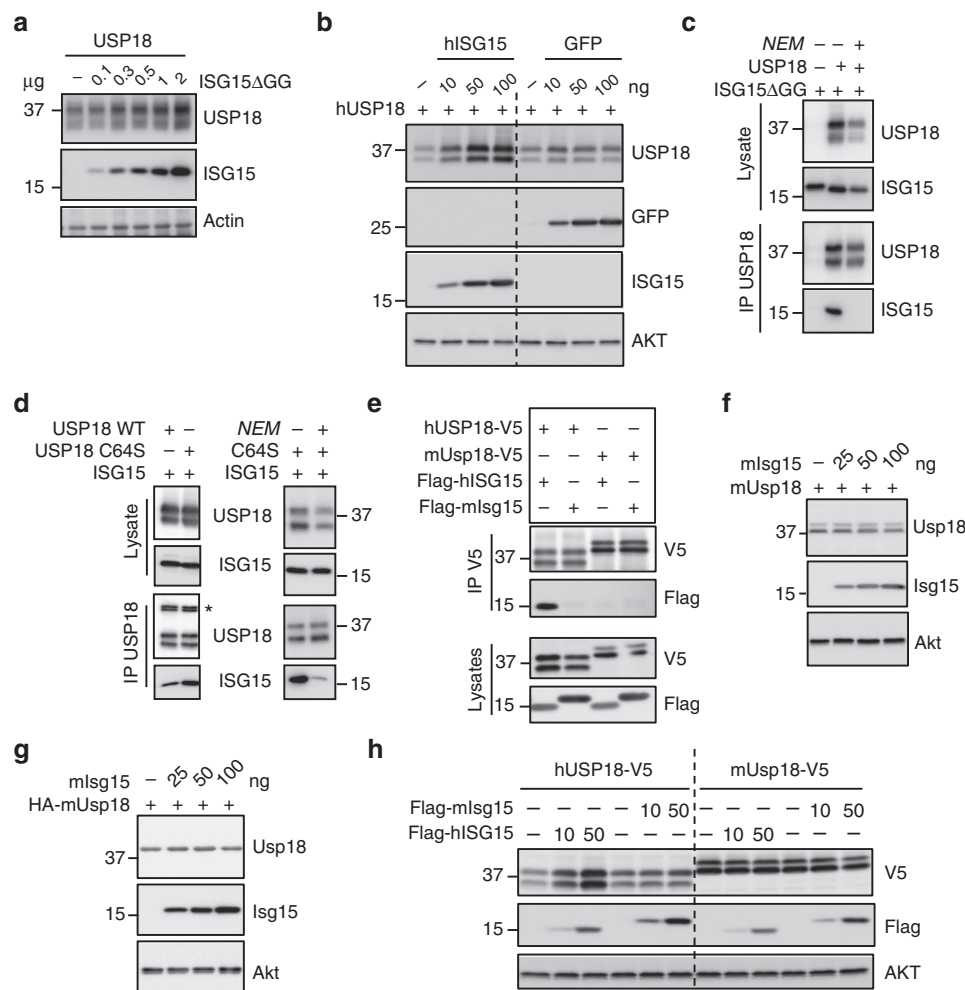 a
USP18
µg – 0.1 0.3 0.5 1 2 ISG15ΔGG
37 USP18
15 ISG15
Actin
b
hISG15 GFP
– 10 50 100 – 10 50 100 ng
hUSP18 + + + + + + + +
37 USP18
25 GFP
15 ISG15
AKT
c
NEM – – +
USP18 – + +
ISG15ΔGG + + +
Lysate
37 USP18
15 ISG15
IP USP18
37 USP18
15 ISG15
d
USP18 WT + –
USP18 C64S – +
ISG15 + +
NEM – +
C64S + +
ISG15 + +
Lysate
USP18 37
ISG15 15
IP USP18
* USP18 37
ISG15 15
e
hUSP18-V5 + + – –
mUsp18-V5 – – + +
Flag-hISG15 + – + –
Flag-mIsg15 – + – +
IP V5
37 V5
15 Flag
Lysates
37 V5
15 Flag
f
mIsg15 – 25 50 100 ng
mUsp18 + + + +
37 Usp18
15 Isg15
Akt
g
mIsg15 – 25 50 100 ng
HA-mUsp18 + + + +
37 Usp18
15 Isg15
Akt
h
hUSP18-V5 mUsp18-V5
Flag-mIsg15 – – – – 10 50 – – – – 10 50
Flag-hISG15 – 10 50 – – – – 10 50 – – –
37 V5
15 Flag
AKT